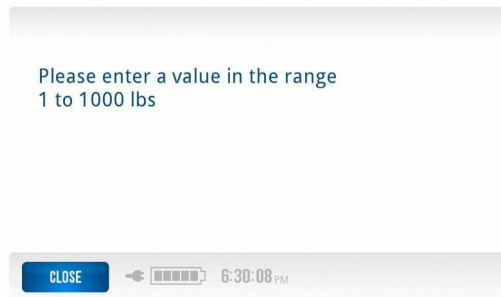 Please enter a value in the range
1 to 1000 lbs
CLOSE 6:30:08 PM